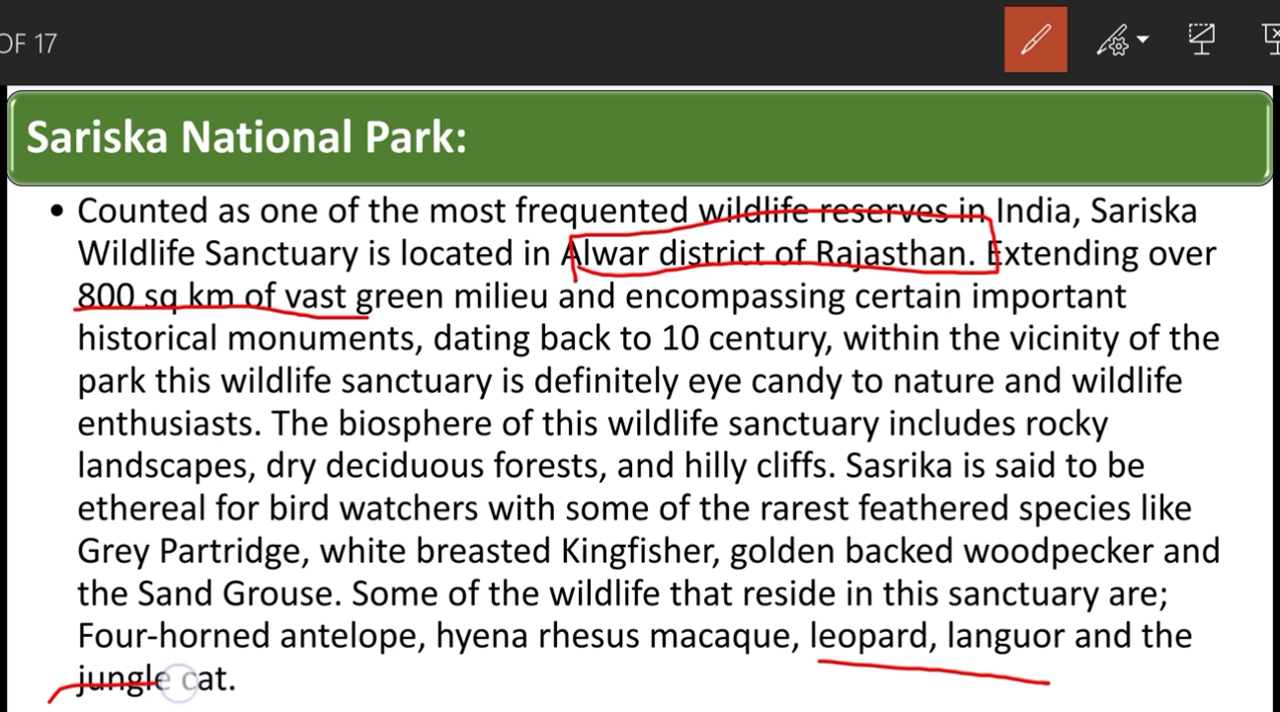 OF 17
Sariska National Park:
• Counted as one of the most frequented wildlife reserves in India, Sariska
Wildlife Sanctuary is located in Alwar district of Rajasthan. Extending over
800 sq km of vast green milieu and encompassing certain important
historical monuments, dating back to 10 century, within the vicinity of the
park this wildlife sanctuary is definitely eye candy to nature and wildlife
enthusiasts. The biosphere of this wildlife sanctuary includes rocky
landscapes, dry deciduous forests, and hilly cliffs. Sasrika is said to be
ethereal for bird watchers with some of the rarest feathered species like
Grey Partridge, white breasted Kingfisher, golden backed woodpecker and
the Sand Grouse. Some of the wildlife that reside in this sanctuary are;
Four-horned antelope, hyena rhesus macaque, leopard, languor and the
jungle cat.